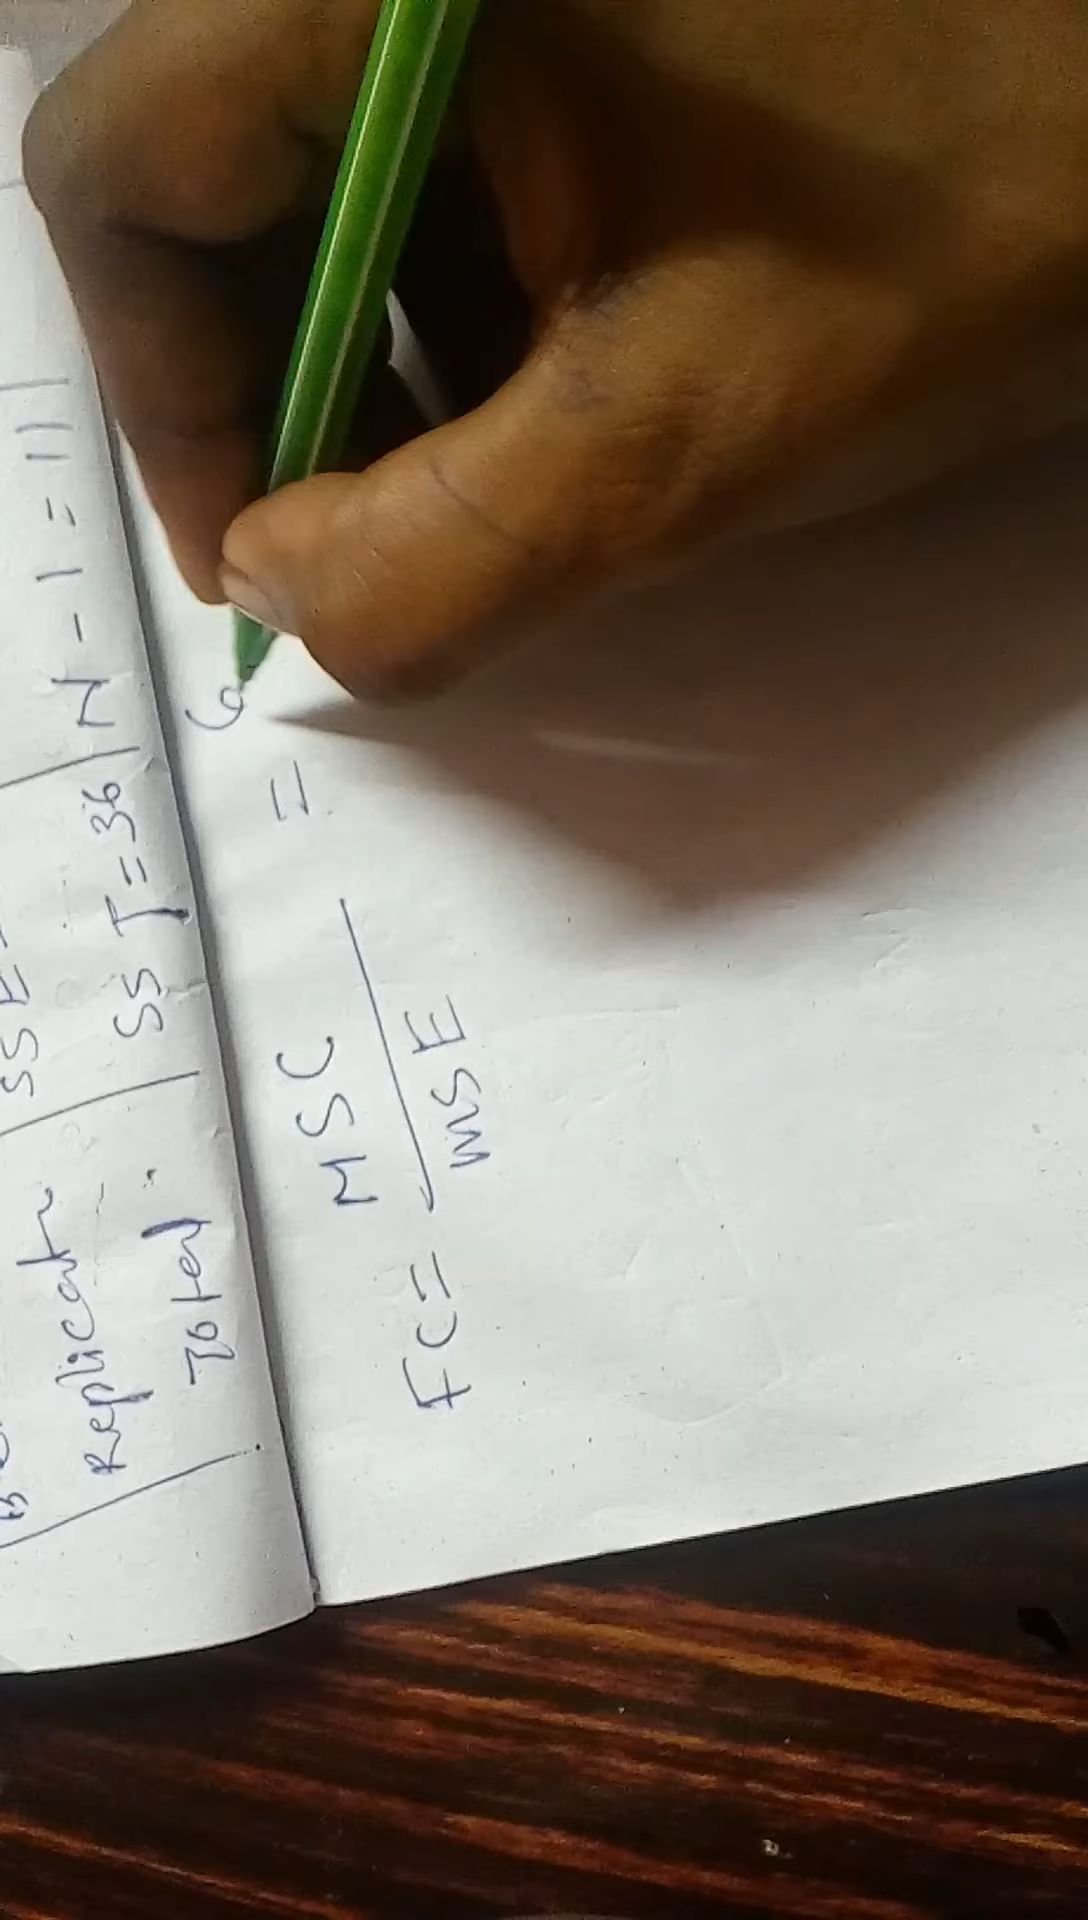 SSE
Replicate
Total SST=36 N-1=11
FC= MSC = 6
MSE